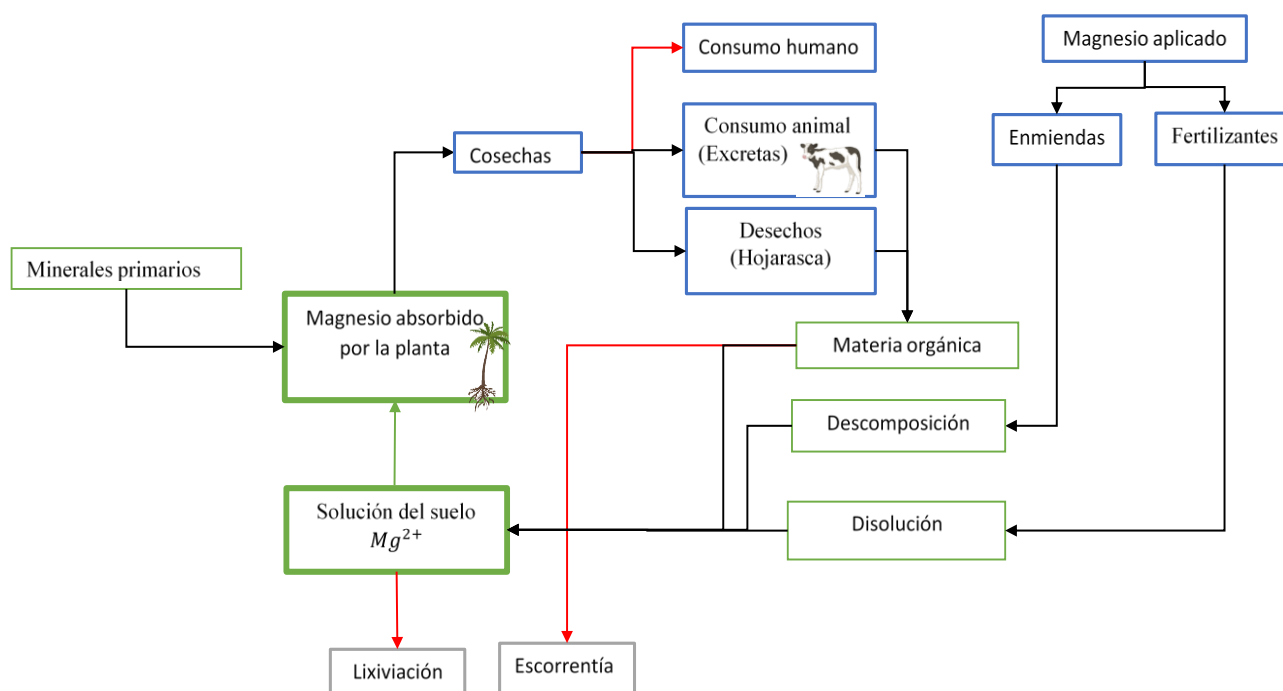 Consumo humano
Magnesio aplicado
Consumo animal
(Excretas)
Enmiendas
Fertilizantes
Cosechas
Desechos
(Hojarasca)
Minerales primarios
Magnesio absorbido
por la planta
Materia orgánica
Descomposición
Solución del suelo
Mg²⁺
Disolución
Lixiviación
Escorrentía